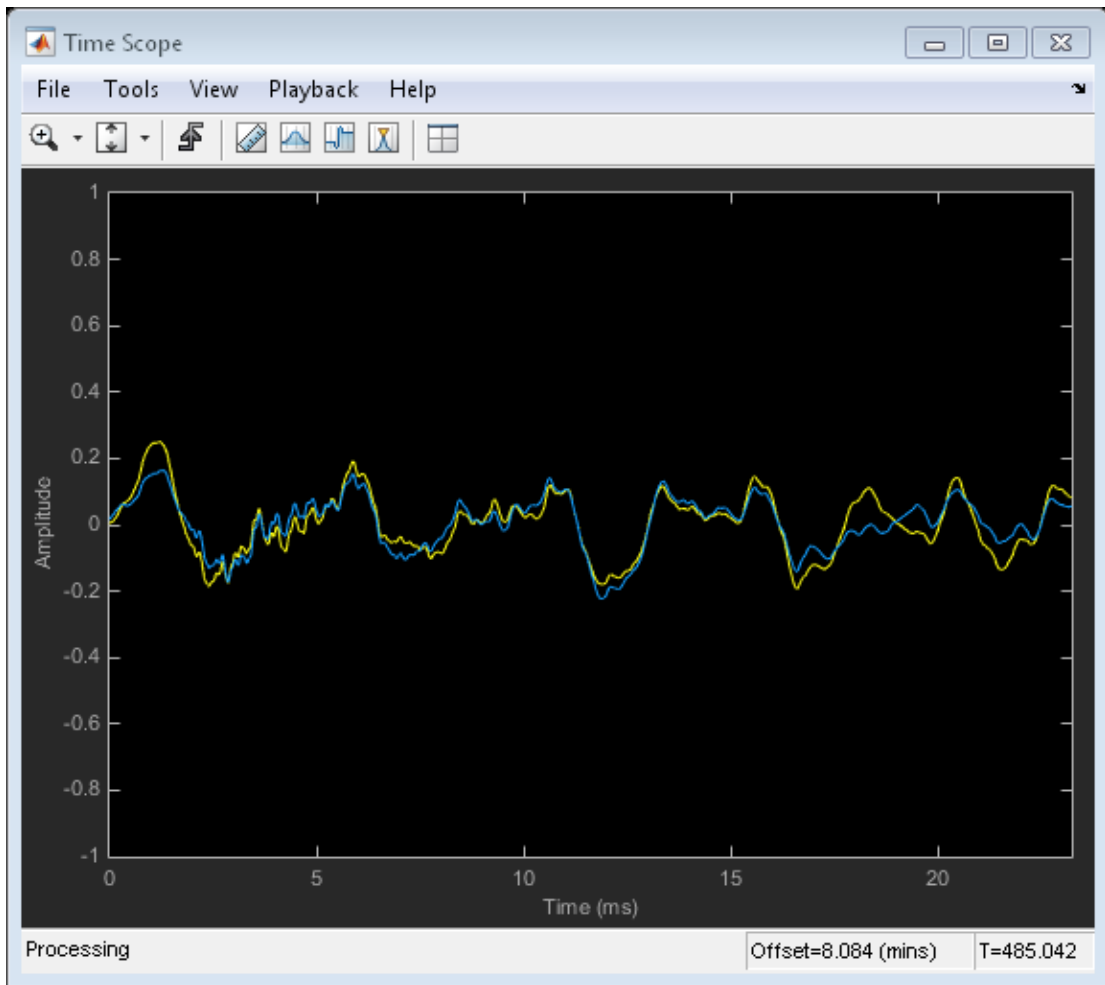 Time Scope
File Tools View Playback Help
1
0.8
0.6
0.4
0.2
0
-0.2
-0.4
-0.6
-0.8
-1
Amplitude
0 5 10 15 20
Time (ms)
Processing Offset=8.084 (mins) T=485.042